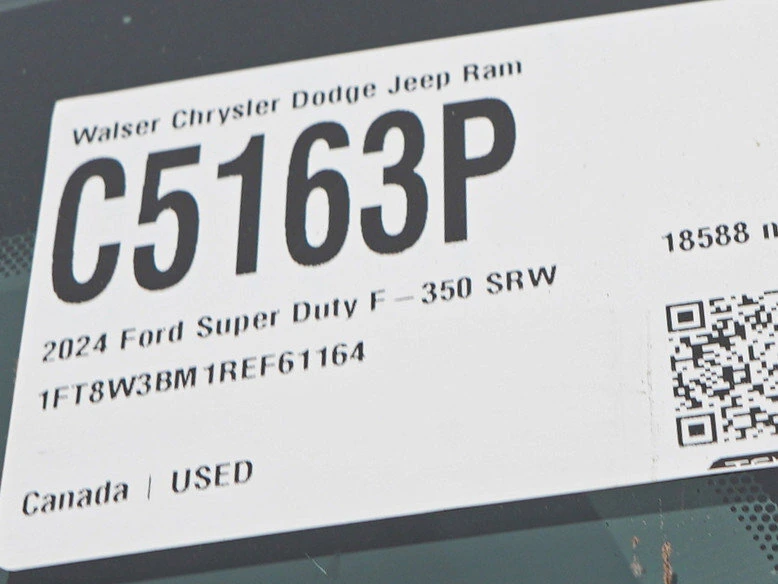 Walser Chrysler Dodge Jeep Ram
C5163P
18588
2024 Ford Super Duty F-350 SRW
1FT8W3BM1REF61164
Canada | USED